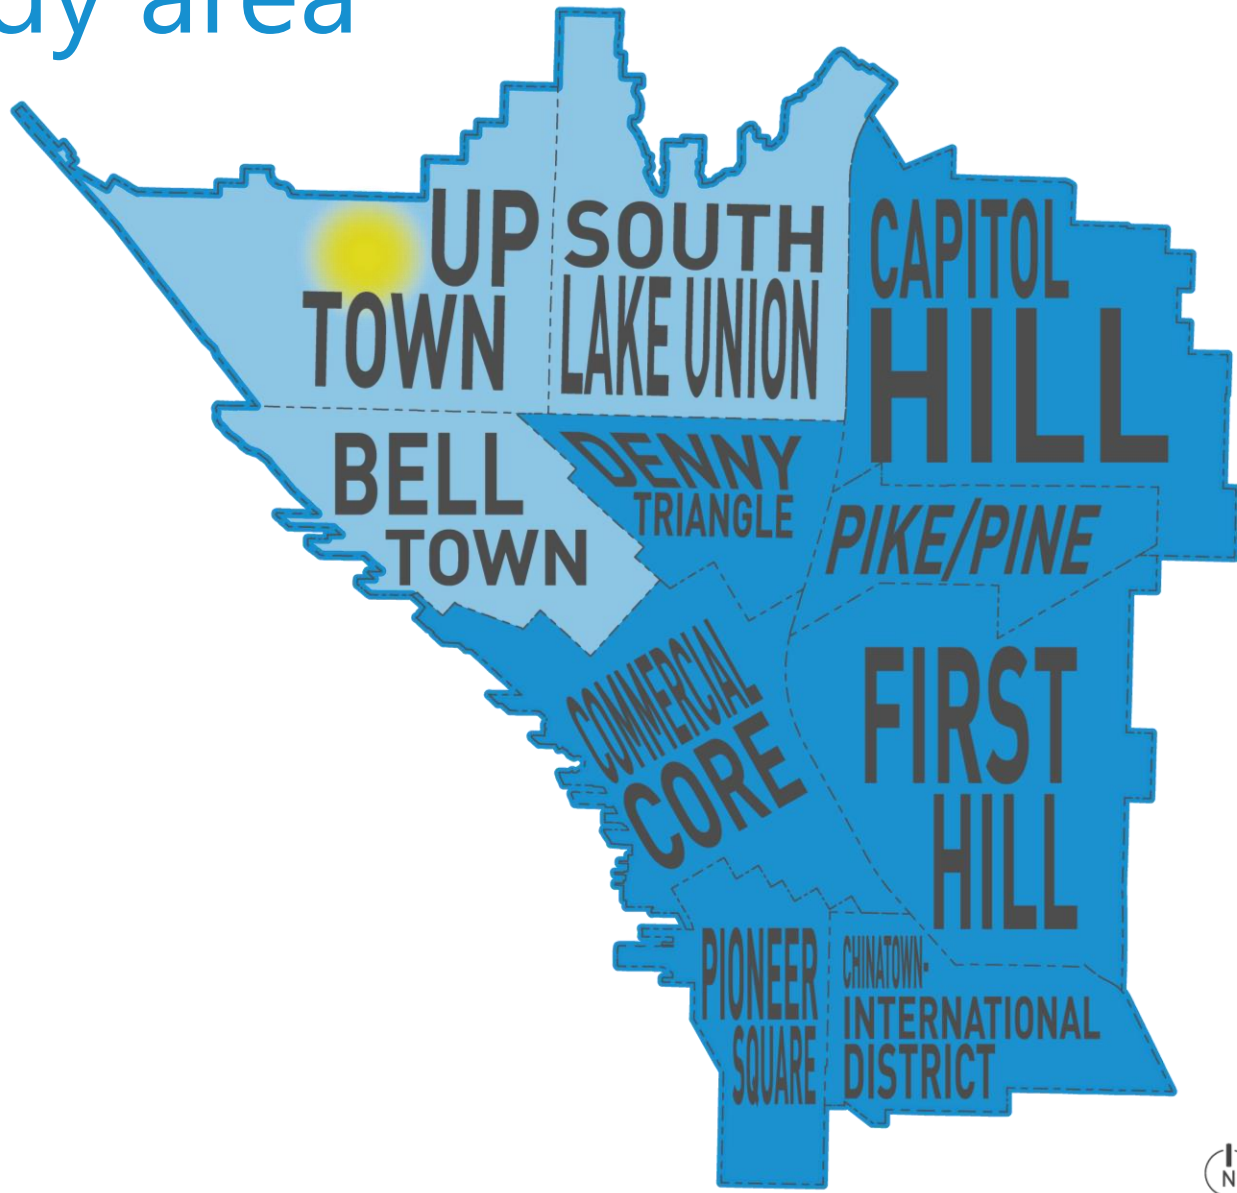 dy area
UP
TOWN
SOUTH
LAKE UNION
CAPITOL
HILL
BELL
TOWN
DENNY
TRIANGLE
PIKE/PINE
COMMERCIAL
CORE
FIRST
HILL
PIONEER
SQUARE
CHINATOWN-
INTERNATIONAL
DISTRICT
N